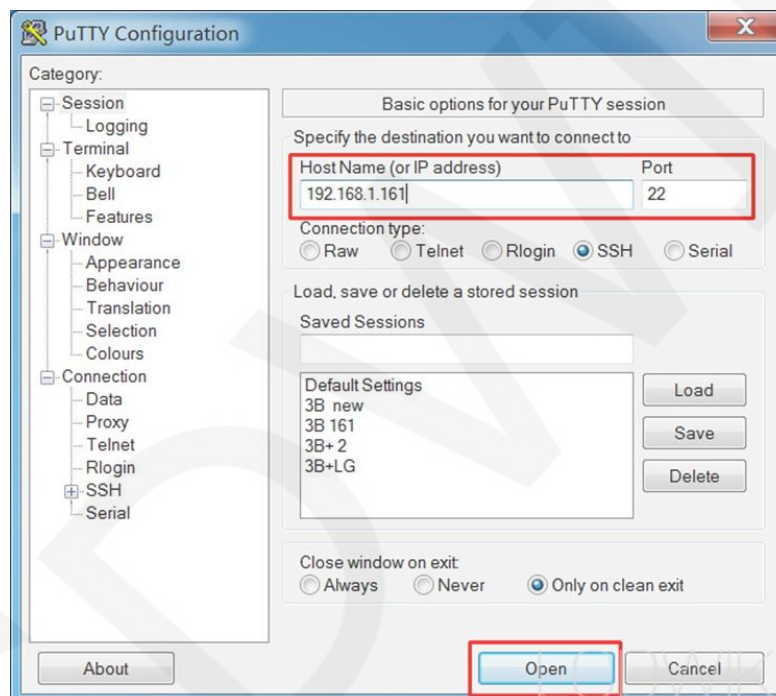 PuTTY Configuration
Category:
Session
Logging
Terminal
Keyboard
Bell
Features
Window
Appearance
Behaviour
Translation
Selection
Colours
Connection
Data
Proxy
Telnet
Rlogin
SSH
Serial
Basic options for your PuTTY session
Specify the destination you want to connect to
Host Name (or IP address) Port
192.168.1.161 22
Connection type:
Raw Telnet Rlogin SSH Serial
Load, save or delete a stored session
Saved Sessions
Default Settings
3B new
3B 161
3B+ 2
3B+LG
Load
Save
Delete
Close window on exit:
Always Never Only on clean exit
About Open Cancel